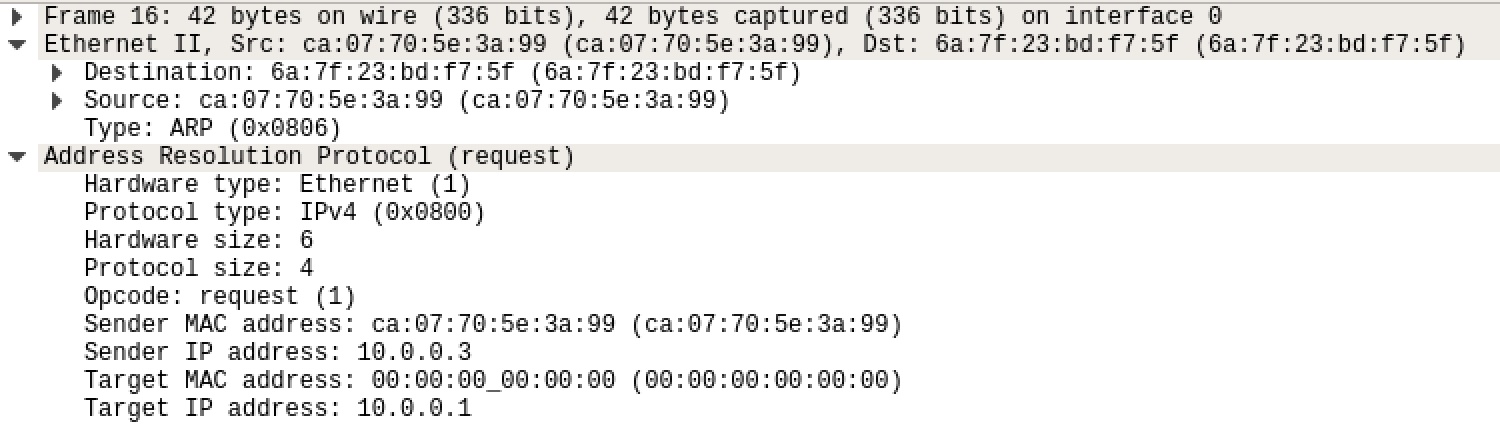 Frame 16: 42 bytes on wire (336 bits), 42 bytes captured (336 bits) on interface 0
Ethernet II, Src: ca:07:70:5e:3a:99 (ca:07:70:5e:3a:99), Dst: 6a:7f:23:bd:f7:5f (6a:7f:23:bd:f7:5f)
Destination: 6a:7f:23:bd:f7:5f (6a:7f:23:bd:f7:5f)
Source: ca:07:70:5e:3a:99 (ca:07:70:5e:3a:99)
Type: ARP (0x0806)
Address Resolution Protocol (request)
Hardware type: Ethernet (1)
Protocol type: IPv4 (0x0800)
Hardware size: 6
Protocol size: 4
Opcode: request (1)
Sender MAC address: ca:07:70:5e:3a:99 (ca:07:70:5e:3a:99)
Sender IP address: 10.0.0.3
Target MAC address: 00:00:00_00:00:00 (00:00:00:00:00:00)
Target IP address: 10.0.0.1